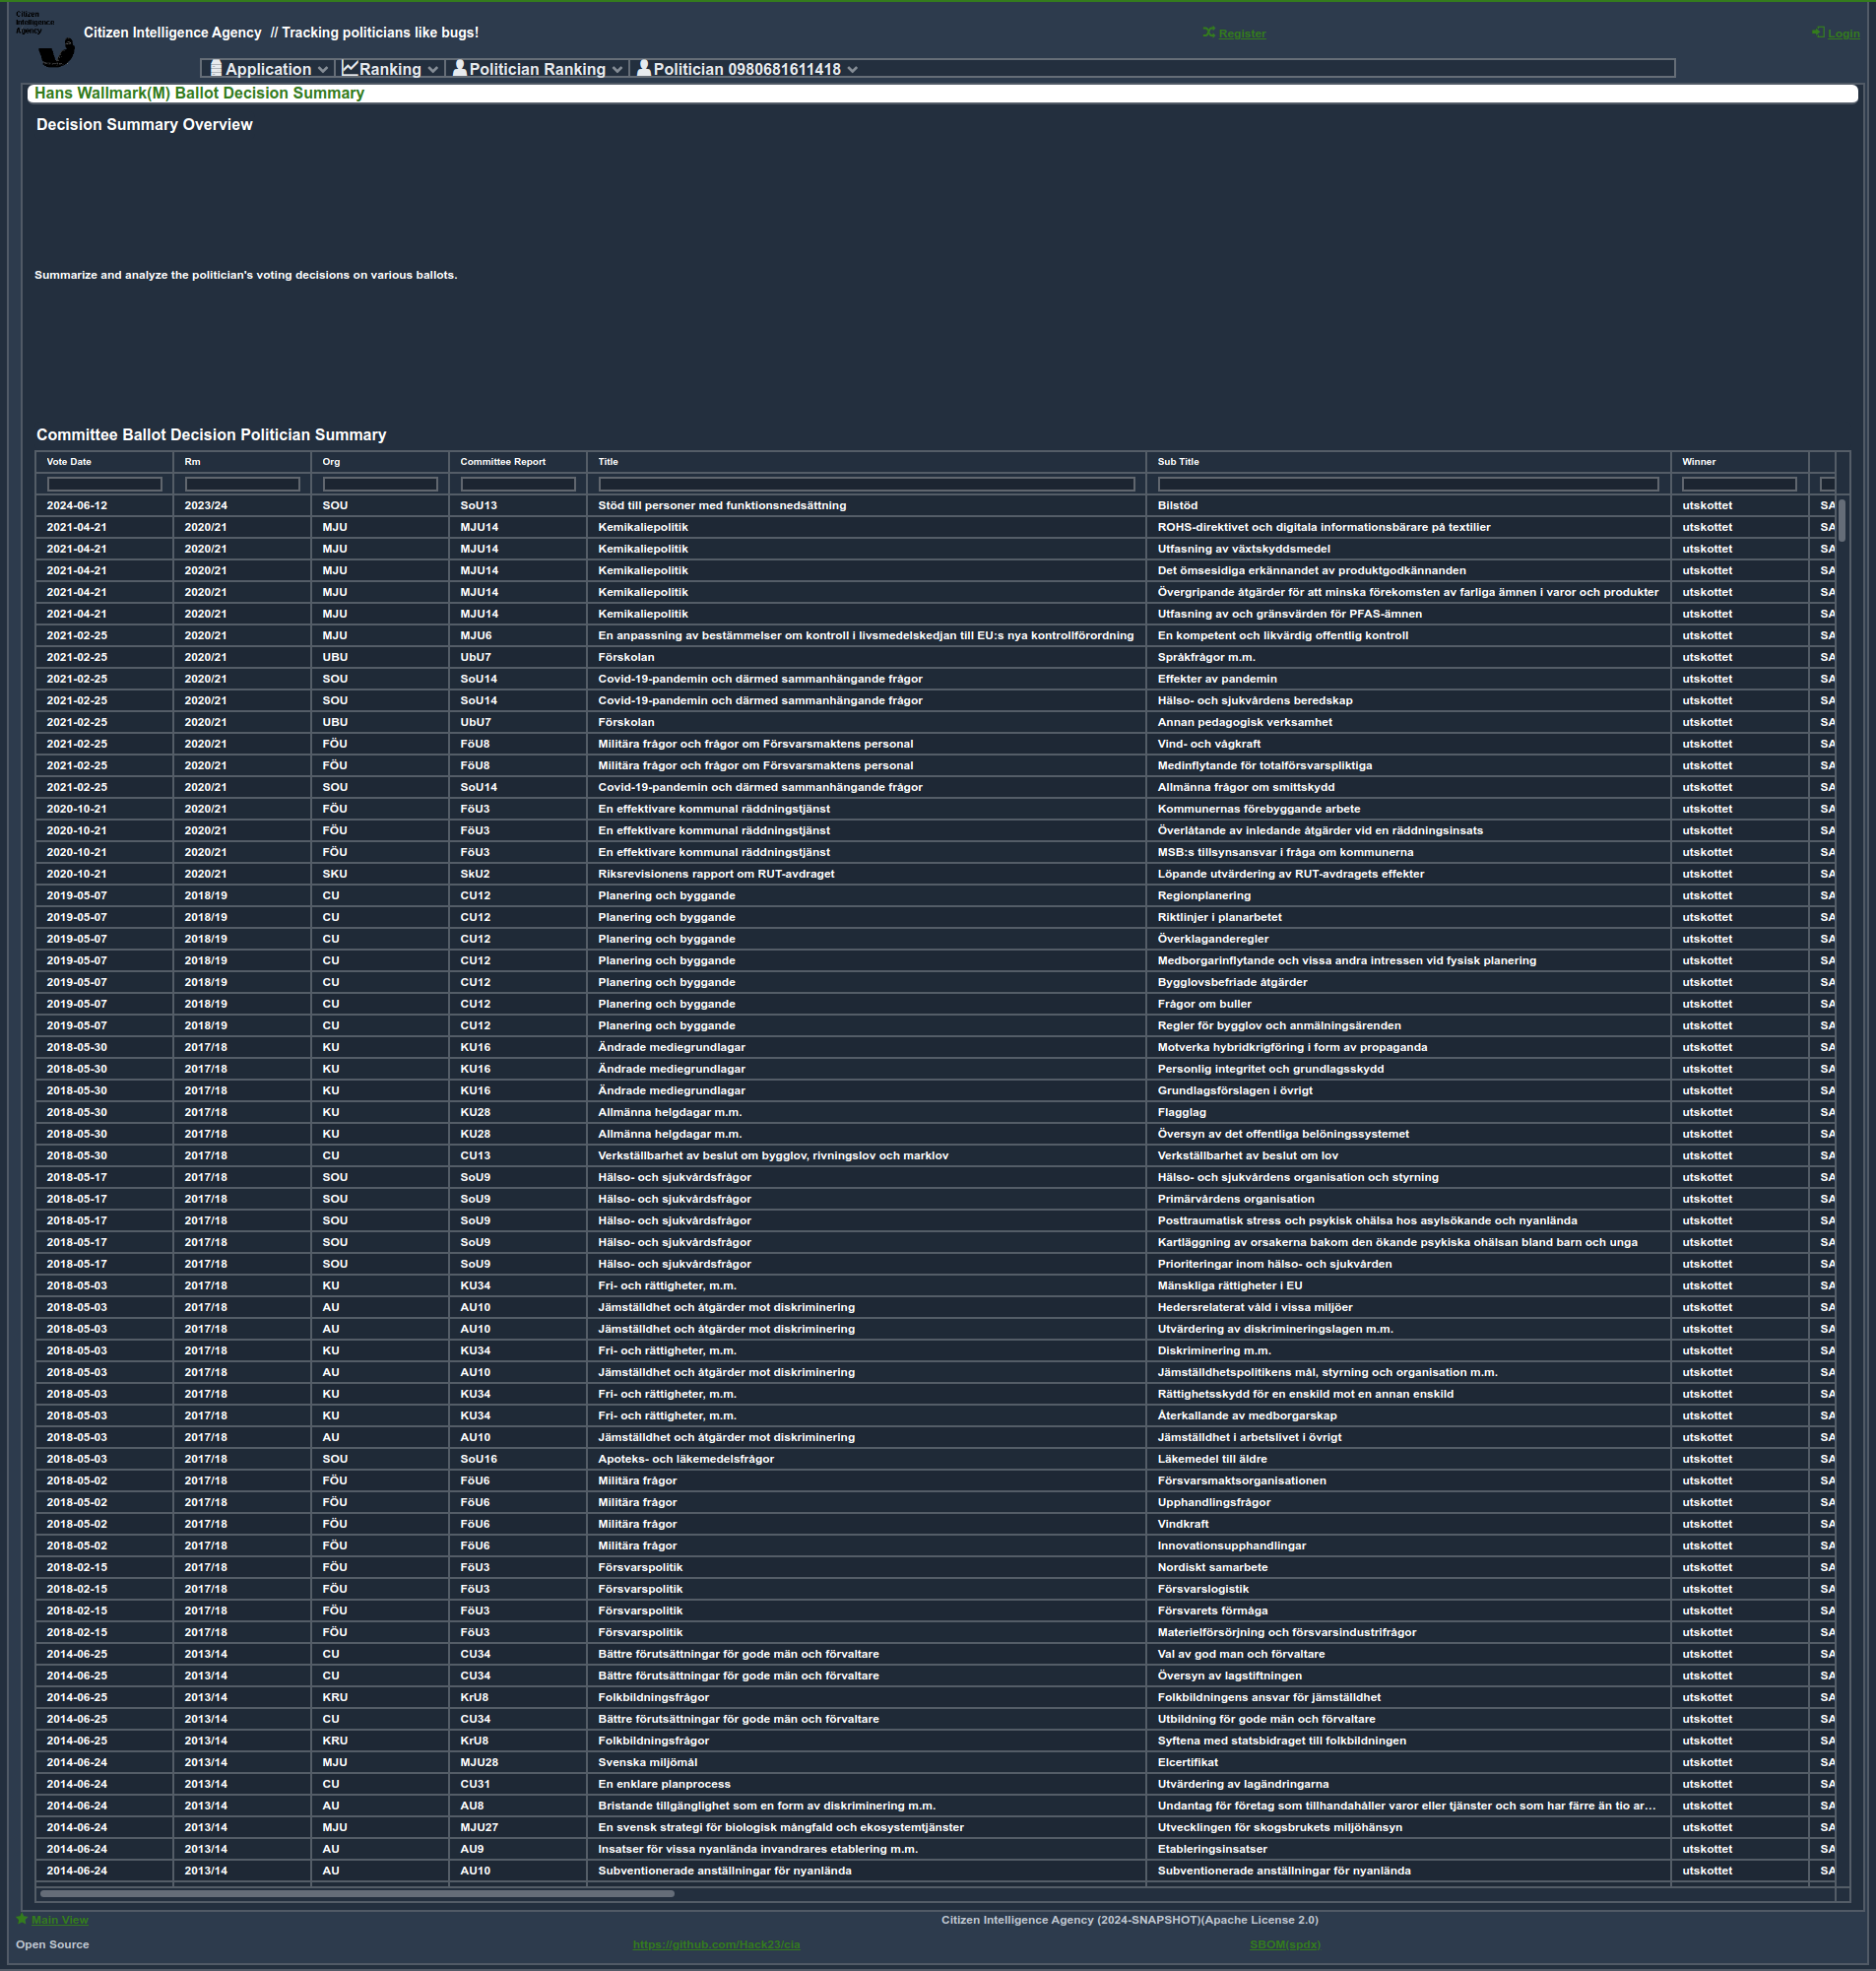 Citizen
Intelligence
Agency
Citizen Intelligence Agency // Tracking politicians like bugs!
Register
Login
Application Ranking Politician Ranking Politician 0980681611418
Hans Wallmark(M) Ballot Decision Summary
Decision Summary Overview
Summarize and analyze the politician's voting decisions on various ballots.
Committee Ballot Decision Politician Summary
Vote Date Rm Org Committee Report Title Sub Title Winner
2024-06-12 2023/24 SOU SoU13 Stöd till personer med funktionsnedsättning Bilstöd utskottet SA
2021-04-21 2020/21 MJU MJU14 Kemikaliepolitik ROHS-direktivet och digitala informationsbärare på textilier utskottet SA
2021-04-21 2020/21 MJU MJU14 Kemikaliepolitik Utfasning av växtskyddsmedel utskottet SA
2021-04-21 2020/21 MJU MJU14 Kemikaliepolitik Det ömsesidiga erkännandet av produktgodkännanden utskottet SA
2021-04-21 2020/21 MJU MJU14 Kemikaliepolitik Övergripande åtgärder för att minska förekomsten av farliga ämnen i varor och produkter utskottet SA
2021-04-21 2020/21 MJU MJU14 Kemikaliepolitik Utfasning av och gränsvärden för PFAS-ämnen utskottet SA
2021-02-25 2020/21 MJU MJU6 En anpassning av bestämmelser om kontroll i livsmedelskedjan till EU:s nya kontrollförordning En kompetent och likvärdig offentlig kontroll utskottet SA
2021-02-25 2020/21 UBU UbU7 Förskolan Språkfrågor m.m. utskottet SA
2021-02-25 2020/21 SOU SoU14 Covid-19-pandemin och därmed sammanhängande frågor Effekter av pandemin utskottet SA
2021-02-25 2020/21 SOU SoU14 Covid-19-pandemin och därmed sammanhängande frågor Hälso- och sjukvårdens beredskap utskottet SA
2021-02-25 2020/21 UBU UbU7 Förskolan Annan pedagogisk verksamhet utskottet SA
2021-02-25 2020/21 FÖU FöU8 Militära frågor och frågor om Försvarsmaktens personal Vind- och vågkraft utskottet SA
2021-02-25 2020/21 FÖU FöU8 Militära frågor och frågor om Försvarsmaktens personal Medinflytande för totalförsvarspliktiga utskottet SA
2021-02-25 2020/21 SOU SoU14 Covid-19-pandemin och därmed sammanhängande frågor Allmänna frågor om smittskydd utskottet SA
2020-10-21 2020/21 FÖU FöU3 En effektivare kommunal räddningstjänst Kommunernas förebyggande arbete utskottet SA
2020-10-21 2020/21 FÖU FöU3 En effektivare kommunal räddningstjänst Överlåtande av inledande åtgärder vid en räddningsinsats utskottet SA
2020-10-21 2020/21 FÖU FöU3 En effektivare kommunal räddningstjänst MSB:s tillsynsansvar i fråga om kommunerna utskottet SA
2020-10-21 2020/21 SKU SkU2 Riksrevisionens rapport om RUT-avdraget Löpande utvärdering av RUT-avdragets effekter utskottet SA
2019-05-07 2018/19 CU CU12 Planering och byggande Regionplanering utskottet SA
2019-05-07 2018/19 CU CU12 Planering och byggande Riktlinjer i planarbetet utskottet SA
2019-05-07 2018/19 CU CU12 Planering och byggande Överklaganderegler utskottet SA
2019-05-07 2018/19 CU CU12 Planering och byggande Medborgarinflytande och vissa andra intressen vid fysisk planering utskottet SA
2019-05-07 2018/19 CU CU12 Planering och byggande Bygglovsbefriade åtgärder utskottet SA
2019-05-07 2018/19 CU CU12 Planering och byggande Frågor om buller utskottet SA
2019-05-07 2018/19 CU CU12 Planering och byggande Regler för bygglov och anmälningsärenden utskottet SA
2018-05-30 2017/18 KU KU16 Ändrade mediegrundlagar Motverka hybridkrigföring i form av propaganda utskottet SA
2018-05-30 2017/18 KU KU16 Ändrade mediegrundlagar Personlig integritet och grundlagsskydd utskottet SA
2018-05-30 2017/18 KU KU16 Ändrade mediegrundlagar Grundlagsförslagen i övrigt utskottet SA
2018-05-30 2017/18 KU KU28 Allmänna helgdagar m.m. Flagglag utskottet SA
2018-05-30 2017/18 KU KU28 Allmänna helgdagar m.m. Översyn av det offentliga belöningssystemet utskottet SA
2018-05-30 2017/18 CU CU13 Verkställbarhet av beslut om bygglov, rivningslov och marklov Verkställbarhet av beslut om lov utskottet SA
2018-05-17 2017/18 SOU SoU9 Hälso- och sjukvårdsfrågor Hälso- och sjukvårdens organisation och styrning utskottet SA
2018-05-17 2017/18 SOU SoU9 Hälso- och sjukvårdsfrågor Primärvårdens organisation utskottet SA
2018-05-17 2017/18 SOU SoU9 Hälso- och sjukvårdsfrågor Posttraumatisk stress och psykisk ohälsa hos asylsökande och nyanlända utskottet SA
2018-05-17 2017/18 SOU SoU9 Hälso- och sjukvårdsfrågor Kartläggning av orsakerna bakom den ökande psykiska ohälsan bland barn och unga utskottet SA
2018-05-17 2017/18 SOU SoU9 Hälso- och sjukvårdsfrågor Prioriteringar inom hälso- och sjukvården utskottet SA
2018-05-03 2017/18 KU KU34 Fri- och rättigheter, m.m. Mänskliga rättigheter i EU utskottet SA
2018-05-03 2017/18 AU AU10 Jämställdhet och åtgärder mot diskriminering Hedersrelaterat våld i vissa miljöer utskottet SA
2018-05-03 2017/18 AU AU10 Jämställdhet och åtgärder mot diskriminering Utvärdering av diskrimineringslagen m.m. utskottet SA
2018-05-03 2017/18 KU KU34 Fri- och rättigheter, m.m. Diskriminering m.m. utskottet SA
2018-05-03 2017/18 AU AU10 Jämställdhet och åtgärder mot diskriminering Jämställdhetspolitikens mål, styrning och organisation m.m. utskottet SA
2018-05-03 2017/18 KU KU34 Fri- och rättigheter, m.m. Rättighetsskydd för en enskild mot en annan enskild utskottet SA
2018-05-03 2017/18 KU KU34 Fri- och rättigheter, m.m. Återkallande av medborgarskap utskottet SA
2018-05-03 2017/18 AU AU10 Jämställdhet och åtgärder mot diskriminering Jämställdhet i arbetslivet i övrigt utskottet SA
2018-05-03 2017/18 SOU SoU16 Apoteks- och läkemedelsfrågor Läkemedel till äldre utskottet SA
2018-05-02 2017/18 FÖU FöU6 Militära frågor Försvarsmaktsorganisationen utskottet SA
2018-05-02 2017/18 FÖU FöU6 Militära frågor Upphandlingsfrågor utskottet SA
2018-05-02 2017/18 FÖU FöU6 Militära frågor Vindkraft utskottet SA
2018-05-02 2017/18 FÖU FöU6 Militära frågor Innovationsupphandlingar utskottet SA
2018-02-15 2017/18 FÖU FöU3 Försvarspolitik Nordiskt samarbete utskottet SA
2018-02-15 2017/18 FÖU FöU3 Försvarspolitik Försvarslogistik utskottet SA
2018-02-15 2017/18 FÖU FöU3 Försvarspolitik Försvarets förmåga utskottet SA
2018-02-15 2017/18 FÖU FöU3 Försvarspolitik Materielförsörjning och försvarsindustrifrågor utskottet SA
2014-06-25 2013/14 CU CU34 Bättre förutsättningar för gode män och förvaltare Val av god man och förvaltare utskottet SA
2014-06-25 2013/14 CU CU34 Bättre förutsättningar för gode män och förvaltare Översyn av lagstiftningen utskottet SA
2014-06-25 2013/14 KRU KrU8 Folkbildningsfrågor Folkbildningens ansvar för jämställdhet utskottet SA
2014-06-25 2013/14 CU CU34 Bättre förutsättningar för gode män och förvaltare Utbildning för gode män och förvaltare utskottet SA
2014-06-25 2013/14 KRU KrU8 Folkbildningsfrågor Syftena med statsbidraget till folkbildningen utskottet SA
2014-06-24 2013/14 MJU MJU28 Svenska miljömål Elcertifikat utskottet SA
2014-06-24 2013/14 CU CU31 En enklare planprocess Utvärdering av lagändringarna utskottet SA
2014-06-24 2013/14 AU AU8 Bristande tillgänglighet som en form av diskriminering m.m. Undantag för företag som tillhandahåller varor eller tjänster och som har färre än tio ar... utskottet SA
2014-06-24 2013/14 MJU MJU27 En svensk strategi för biologisk mångfald och ekosystemtjänster Utvecklingen för skogsbrukets miljöhänsyn utskottet SA
2014-06-24 2013/14 AU AU9 Insatser för vissa nyanlända invandrares etablering m.m. Etableringsinsatser utskottet SA
2014-06-24 2013/14 AU AU10 Subventionerade anställningar för nyanlända Subventionerade anställningar för nyanlända utskottet SA
Main View
Citizen Intelligence Agency (2024-SNAPSHOT)(Apache License 2.0)
Open Source
https://github.com/Hack23/cia
SBOM(spdx)